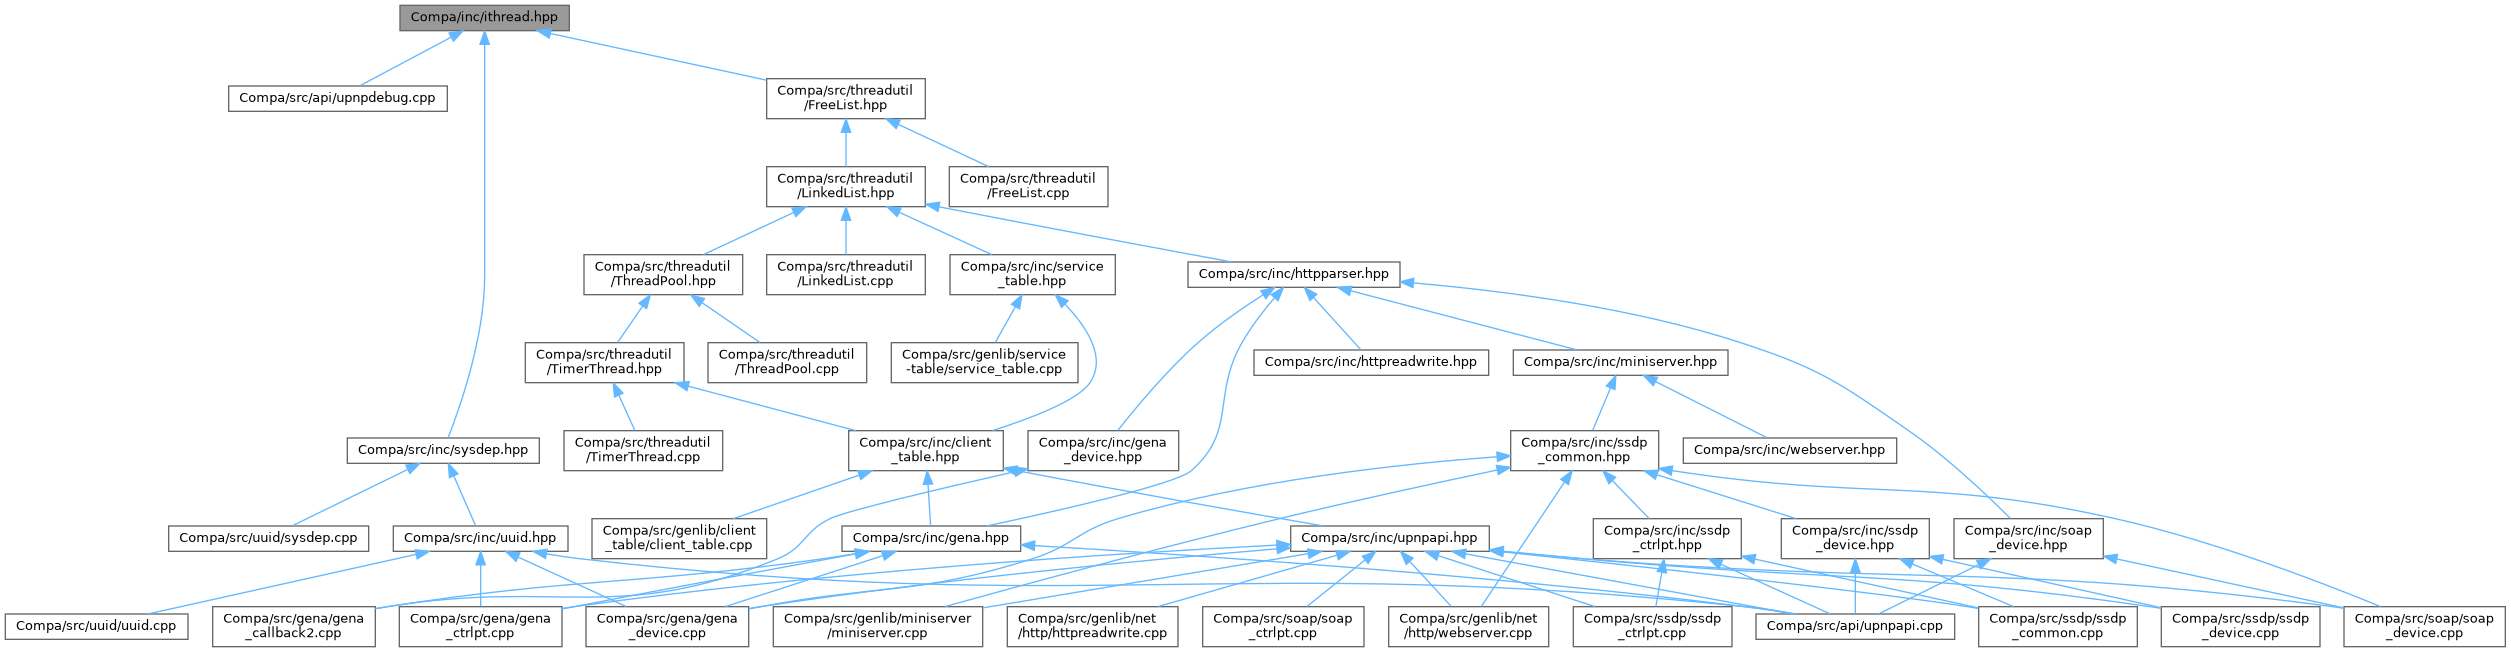 Compa/inc/ithread.hpp
Compa/src/api/upnpdebug.cpp
Compa/src/threadutil
/FreeList.hpp
Compa/src/threadutil
/LinkedList.hpp
Compa/src/threadutil
/FreeList.cpp
Compa/src/threadutil
/ThreadPool.hpp
Compa/src/threadutil
/LinkedList.cpp
Compa/src/inc/service
_table.hpp
Compa/src/inc/httpparser.hpp
Compa/src/threadutil
/TimerThread.hpp
Compa/src/threadutil
/ThreadPool.cpp
Compa/src/genlib/service
-table/service_table.cpp
Compa/src/inc/httpreadwrite.hpp
Compa/src/inc/miniserver.hpp
Compa/src/inc/sysdep.hpp
Compa/src/threadutil
/TimerThread.cpp
Compa/src/inc/client
_table.hpp
Compa/src/inc/gena
_device.hpp
Compa/src/inc/ssdp
_common.hpp
Compa/src/inc/webserver.hpp
Compa/src/uuid/sysdep.cpp
Compa/src/inc/uuid.hpp
Compa/src/genlib/client
_table/client_table.cpp
Compa/src/inc/gena.hpp
Compa/src/inc/upnpapi.hpp
Compa/src/inc/ssdp
_ctrlpt.hpp
Compa/src/inc/ssdp
_device.hpp
Compa/src/inc/soap
_device.hpp
Compa/src/uuid/uuid.cpp
Compa/src/gena/gena
_callback2.cpp
Compa/src/gena/gena
_ctrlpt.cpp
Compa/src/gena/gena
_device.cpp
Compa/src/genlib/miniserver
/miniserver.cpp
Compa/src/genlib/net
/http/httpreadwrite.cpp
Compa/src/soap/soap
_ctrlpt.cpp
Compa/src/genlib/net
/http/webserver.cpp
Compa/src/ssdp/ssdp
_ctrlpt.cpp
Compa/src/api/upnpapi.cpp
Compa/src/ssdp/ssdp
_common.cpp
Compa/src/ssdp/ssdp
_device.cpp
Compa/src/soap/soap
_device.cpp